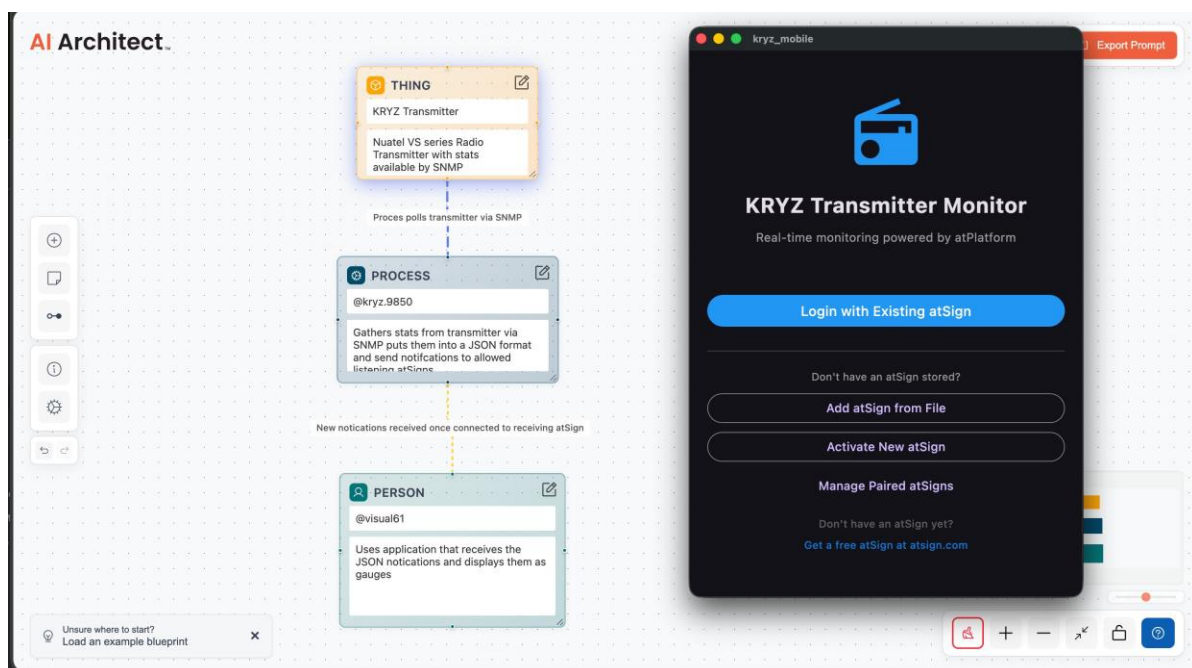 AI Architect™
THING
KRYZ Transmitter
Nuatel VS series Radio
Transmitter with stats
available by SNMP
Proces polls transmitter via SNMP
PROCESS
@kryz.9850
Gathers stats from transmitter via
SNMP puts them into a JSON format
and send notifcations to allowed
listening atSigns
New notications received once connected to receiving atSign
PERSON
@visual61
Uses application that receives the
JSON notications and displays them as
gauges
Unsure where to start?
Load an example blueprint
Export Prompt
kryz_mobile
KRYZ Transmitter Monitor
Real-time monitoring powered by atPlatform
Login with Existing atSign
Don't have an atSign stored?
Add atSign from File
Activate New atSign
Manage Paired atSigns
Don't have an atSign yet?
Get a free atSign at atsign.com